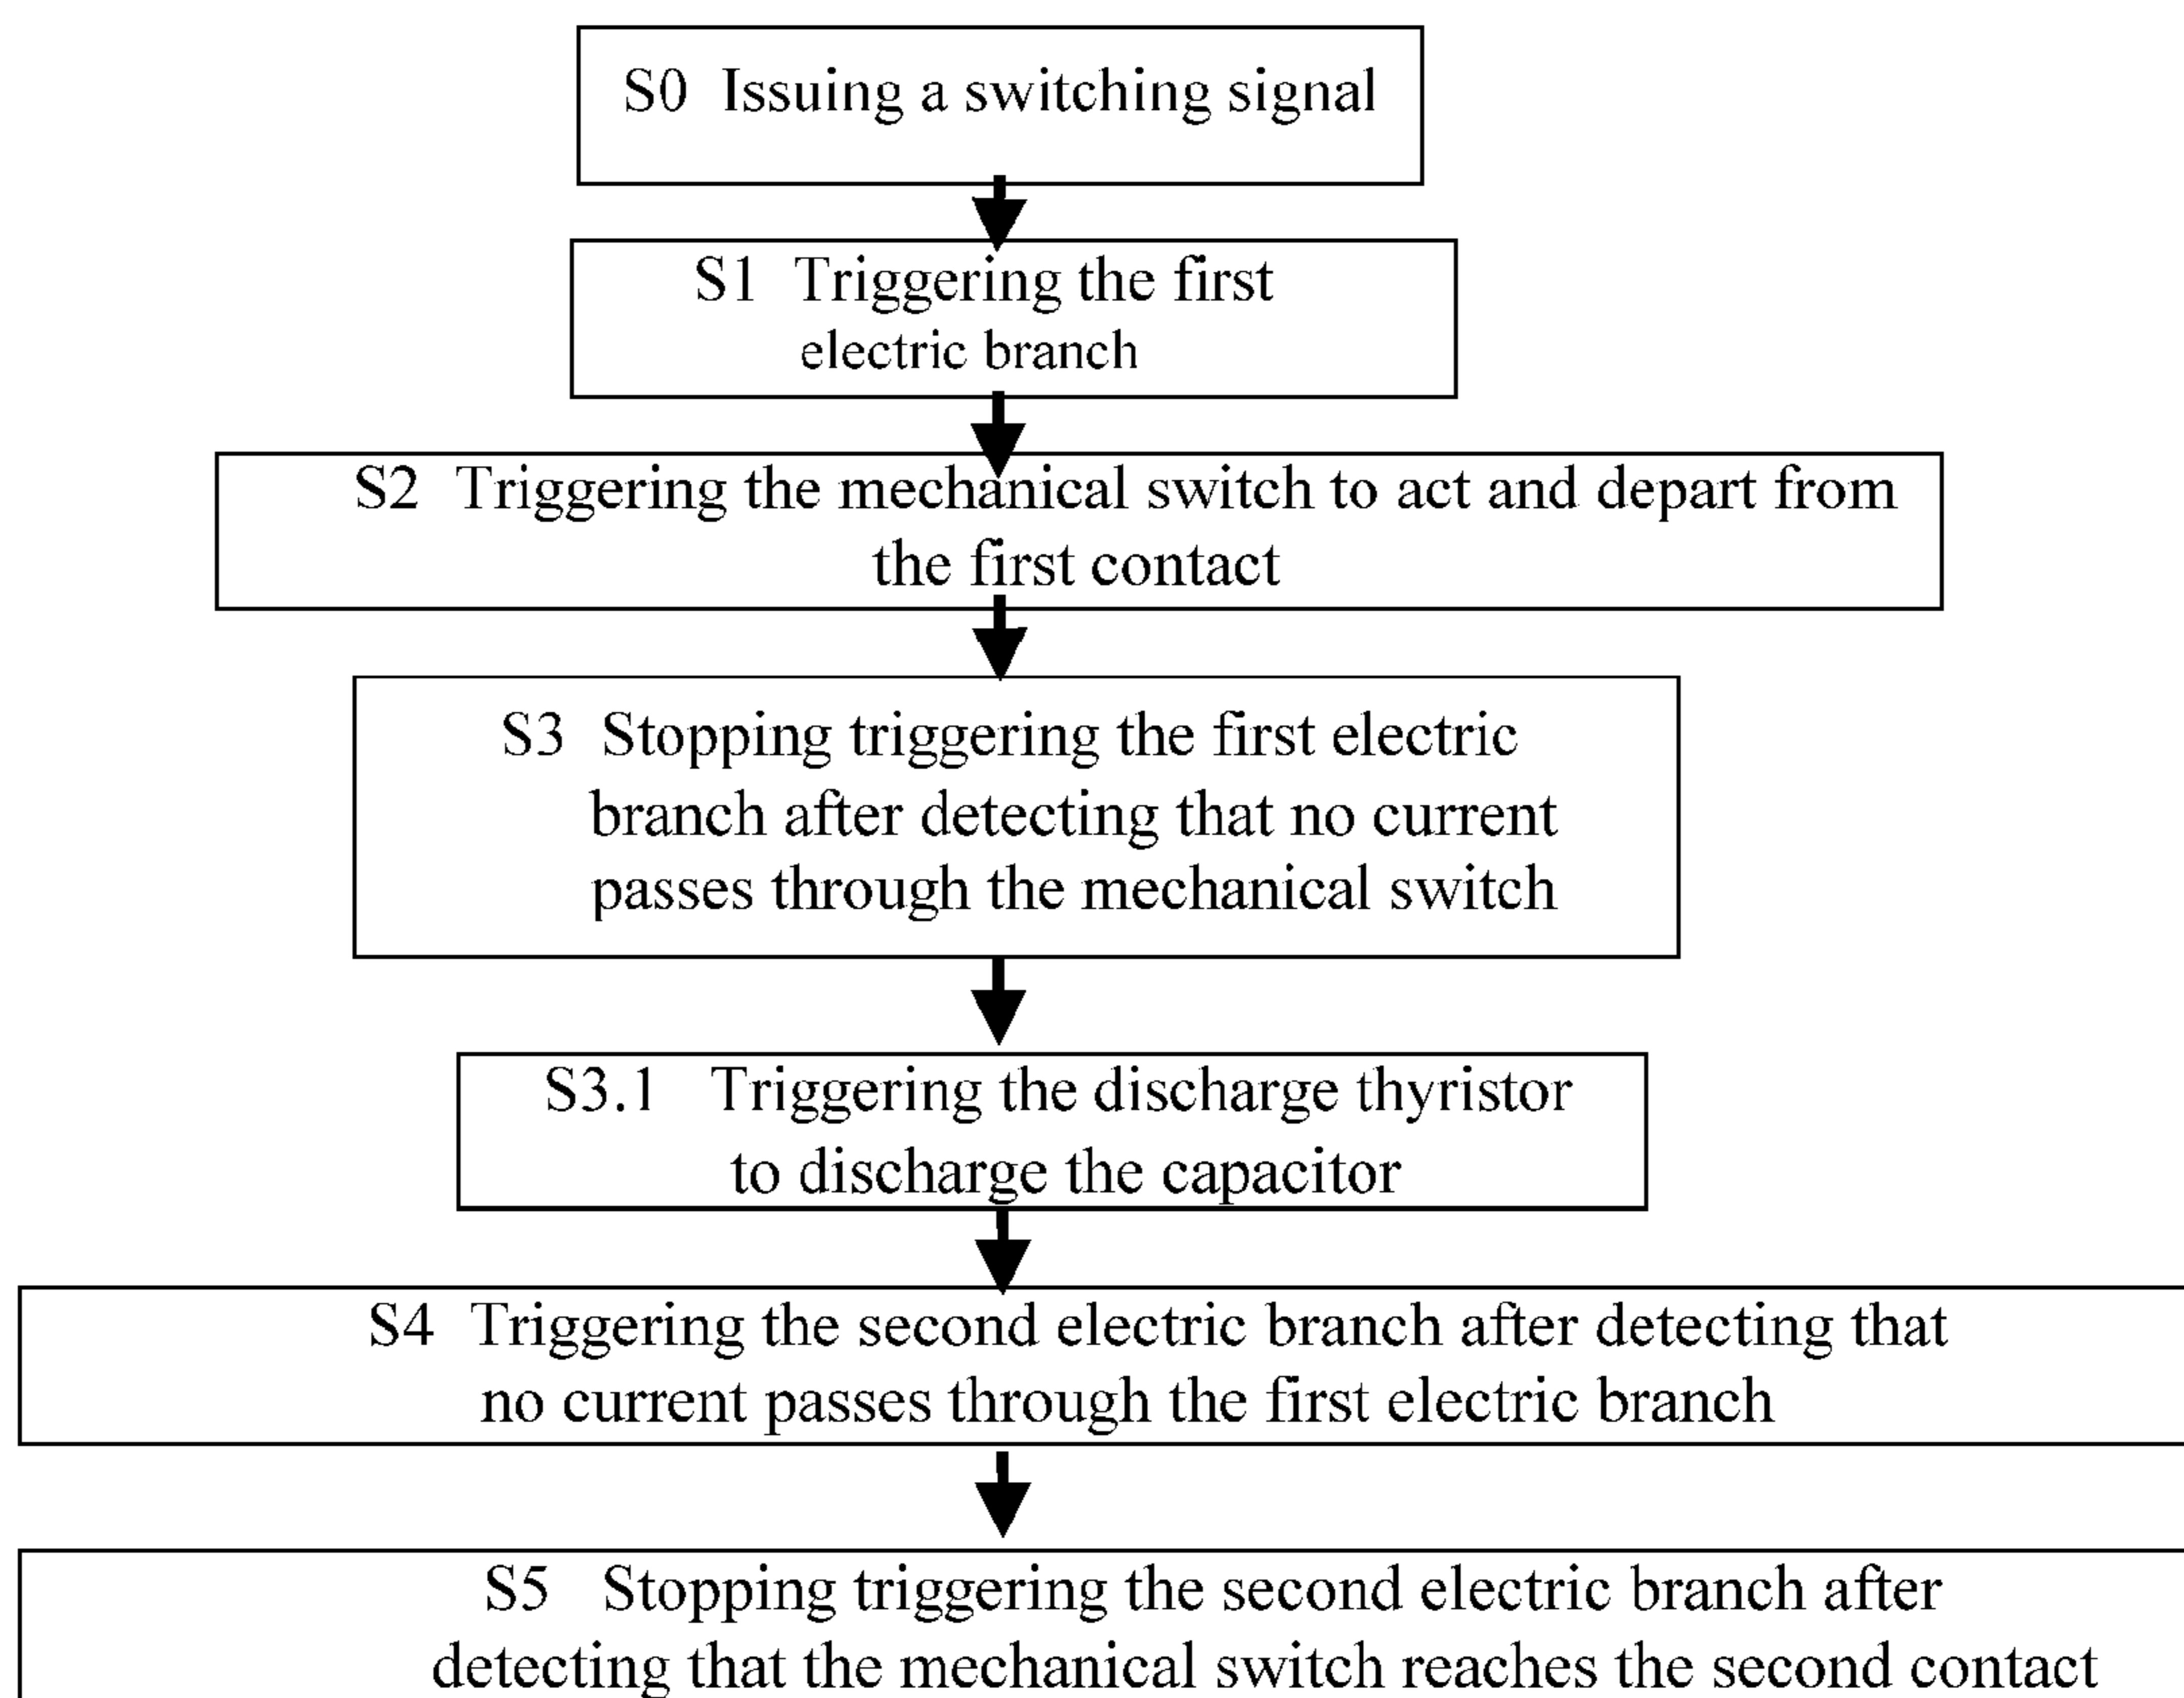 S0 Issuing a switching signal
S1 Triggering the first
electric branch
S2 Triggering the mechanical switch to act and depart from
the first contact
S3 Stopping triggering the first electric
branch after detecting that no current
passes through the mechanical switch
S3.1 Triggering the discharge thyristor
to discharge the capacitor
S4 Triggering the second electric branch after detecting that
no current passes through the first electric branch
S5 Stopping triggering the second electric branch after
detecting that the mechanical switch reaches the second contact